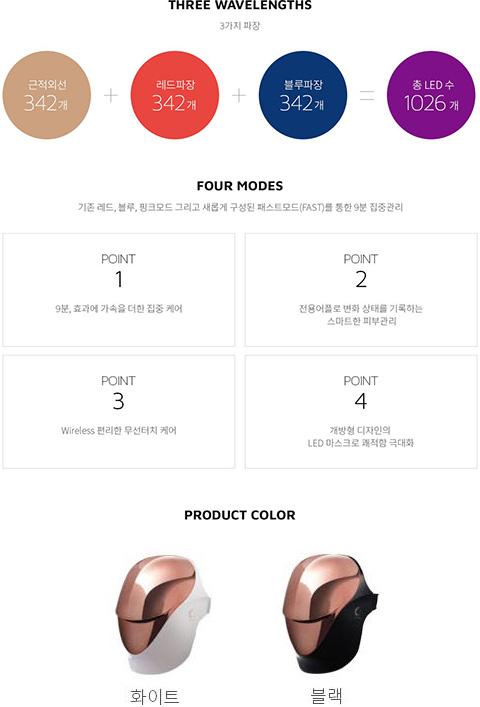 THREE WAVELENGTHS
3가지 파장
근적외선
342개
+
레드파장
342개
+
블루파장
342개
=
총 LED 수
1026 개
FOUR MODES
기존 레드, 블루, 핑크모드 그리고 새롭게 구성된 패스트모드(FAST)를 통한 9분 집중관리
POINT
1
9분, 효과에 가속을 더한 집중 케어
POINT
2
전용어플로 변화 상태를 기록하는
스마트한 피부관리
POINT
3
Wireless 편리한 무선터치 케어
POINT
4
개방형 디자인의
LED 마스크로 쾌적함 극대화
PRODUCT COLOR
화이트
블랙